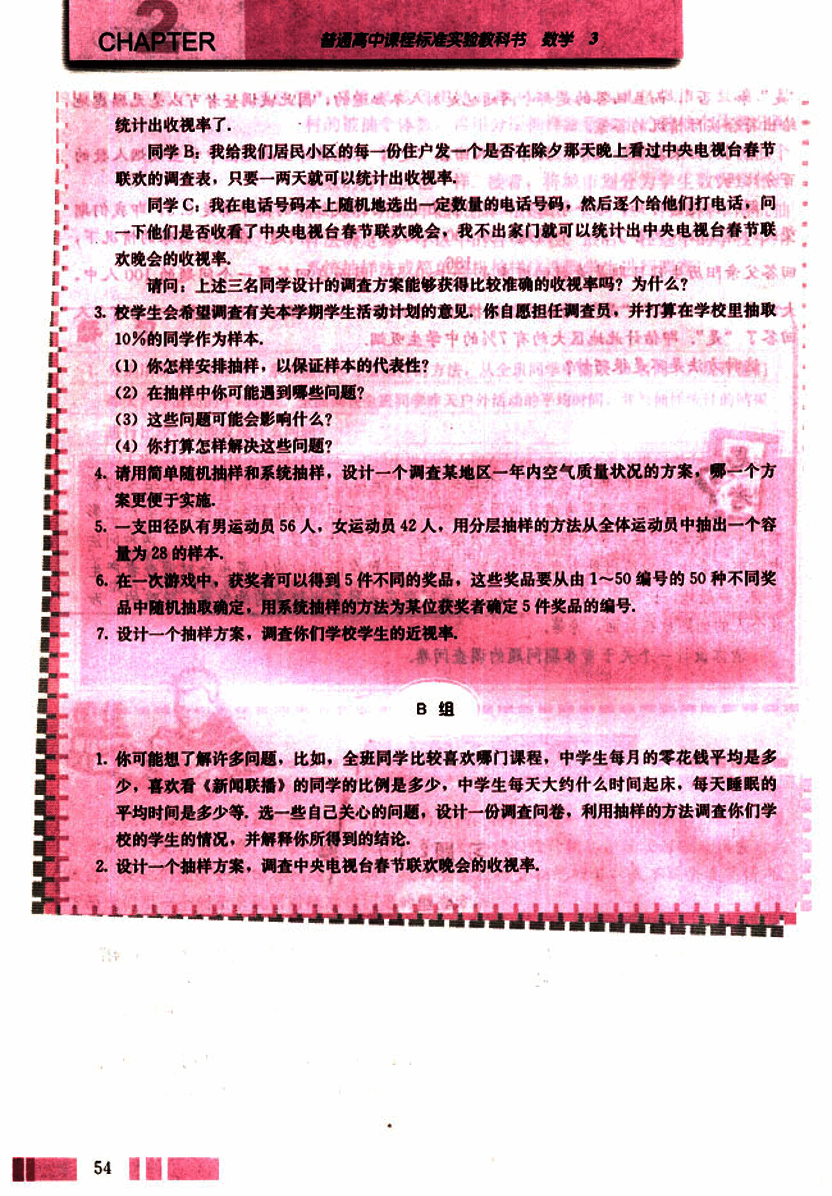 2
CHAPTER
普通高中课程标准实验教科书 数学 3
统计出收视率了.
同学 B：我给我们居民小区的每一份住户发一个是否在除夕那天晚上看过中央电视台春节
联欢的调查表，只要一两天就可以统计出收视率.
同学 C：我在电话号码本上随机地选出一定数量的电话号码，然后逐个给他们打电话，问
一下他们是否收看了中央电视台春节联欢晚会，我不出家门就可以统计出中央电视台春节联
欢晚会的收视率.
请问：上述三名同学设计的调查方案能够获得比较准确的收视率吗？为什么？
3. 校学生会希望调查有关本学期学生活动计划的意见. 你自愿担任调查员，并打算在学校里抽取
10%的同学作为样本.
(1) 你怎样安排抽样，以保证样本的代表性？
(2) 在抽样中你可能遇到哪些问题？
(3) 这些问题可能会影响什么？
(4) 你打算怎样解决这些问题？
4. 请用简单随机抽样和系统抽样，设计一个调查某地区一年内空气质量状况的方案，哪一个方
案更便于实施.
5. 一支田径队有男运动员 56 人，女运动员 42 人，用分层抽样的方法从全体运动员中抽出一个容
量为 28 的样本.
6. 在一次游戏中，获奖者可以得到 5 件不同的奖品，这些奖品要从由 1～50 编号的 50 种不同奖
品中随机抽取确定，用系统抽样的方法为某位获奖者确定 5 件奖品的编号.
7. 设计一个抽样方案，调查你们学校学生的近视率.
B 组
1. 你可能想了解许多问题，比如，全班同学比较喜欢哪门课程，中学生每月的零花钱平均是多
少，喜欢看《新闻联播》的同学的比例是多少，中学生每天大约什么时间起床，每天睡眠的
平均时间是多少等. 选一些自己关心的问题，设计一份调查问卷，利用抽样的方法调查你们学
校的学生的情况，并解释你所得到的结论.
2. 设计一个抽样方案，调查中央电视台春节联欢晚会的收视率.
54